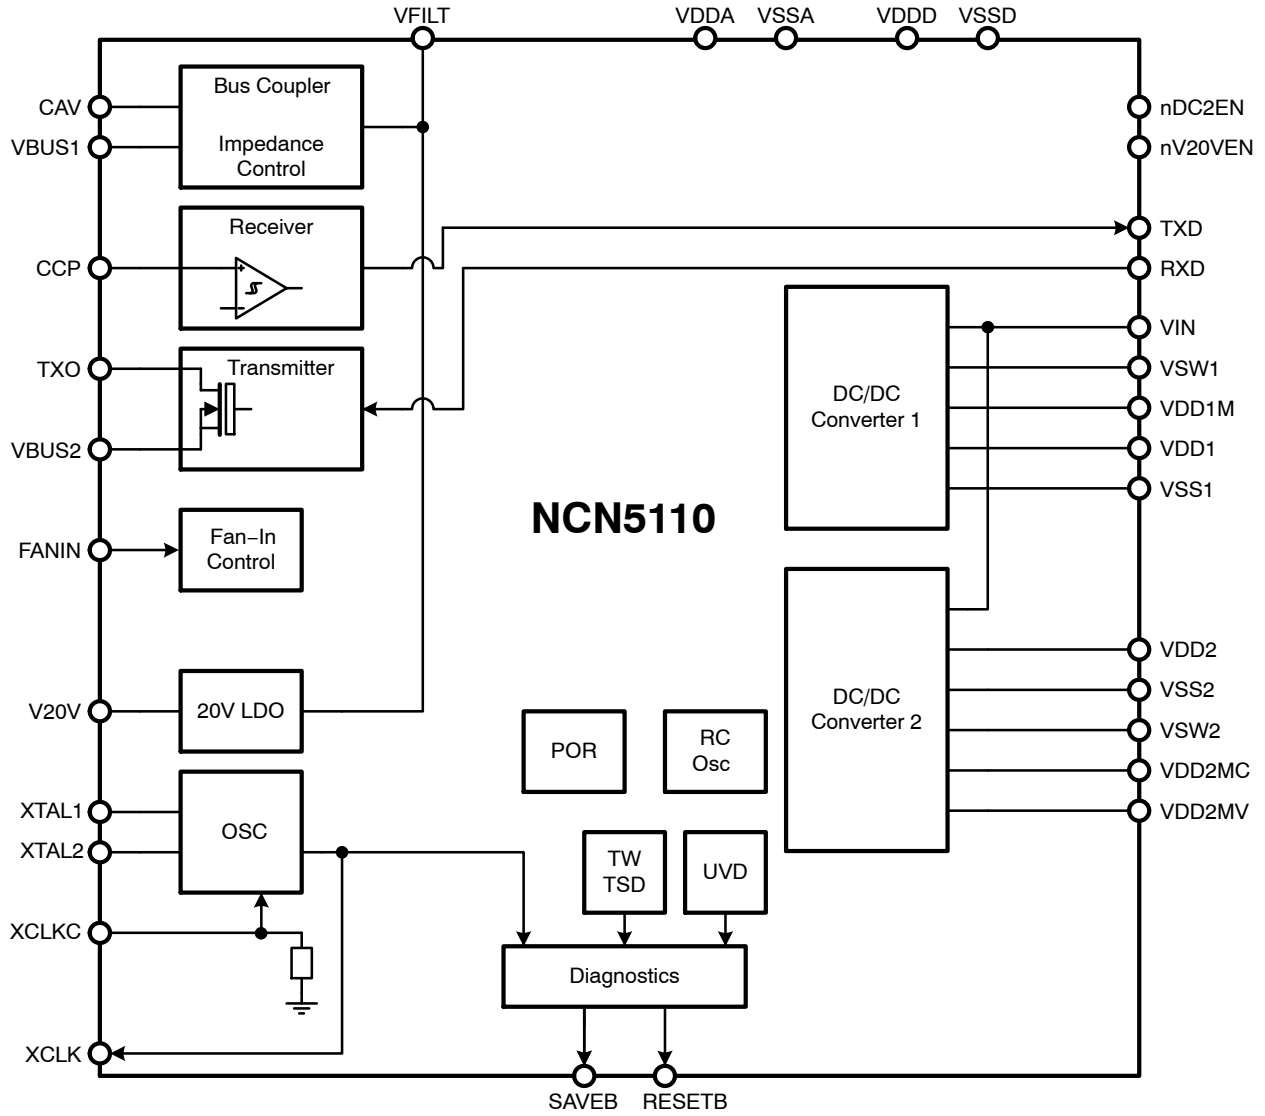 VFILT
VDDA
VSSA
VDDD
VSSD
CAV
VBUS1
Bus Coupler
Impedance
Control
nDC2EN
nV20VEN
CCP
Receiver
TXD
RXD
TXO
VBUS2
Transmitter
VIN
VSW1
VDD1M
VDD1
VSS1
DC/DC
Converter 1
NCN5110
FANIN
Fan-In
Control
V20V
20V LDO
POR
RC
Osc
DC/DC
Converter 2
VDD2
VSS2
VSW2
VDD2MC
VDD2MV
XTAL1
XTAL2
OSC
TW
TSD
UVD
XCLKC
Diagnostics
XCLK
SAVEB
RESETB